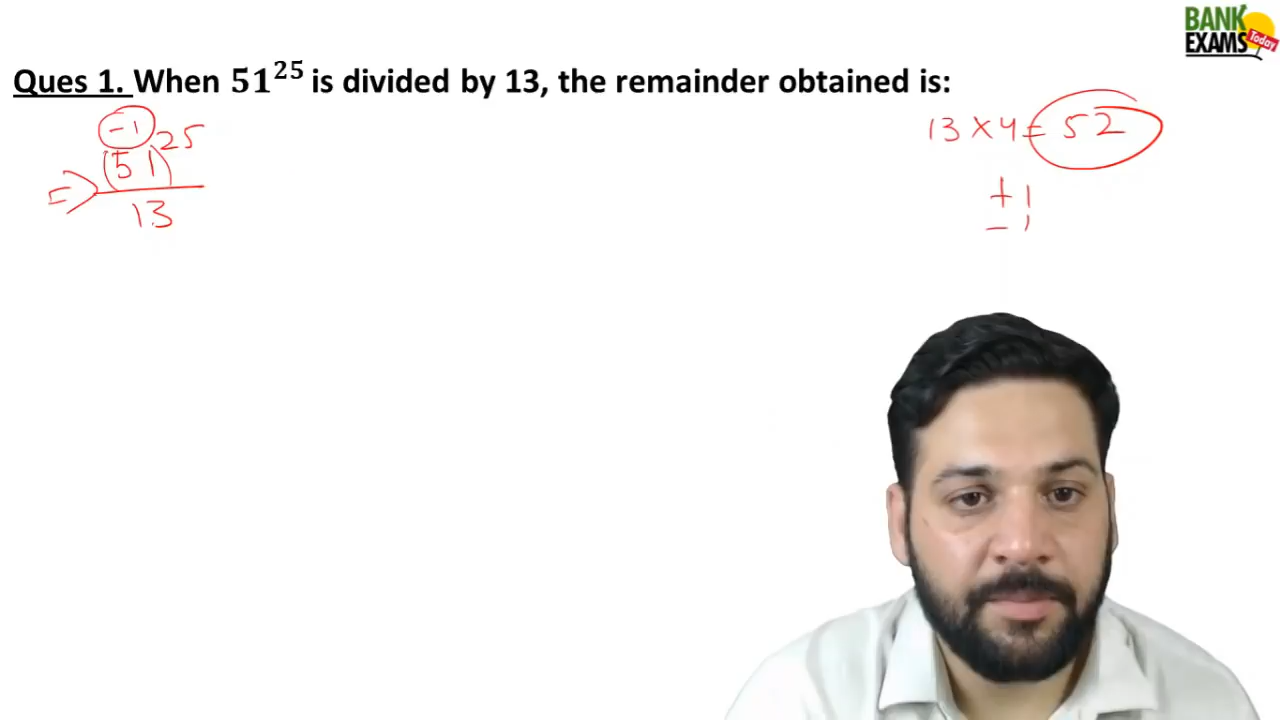 BANK
EXAMS Today
Ques 1. When 51^25 is divided by 13, the remainder obtained is:
-1
(51)^25
=>
13
13 × 4 = 52
+1
-1